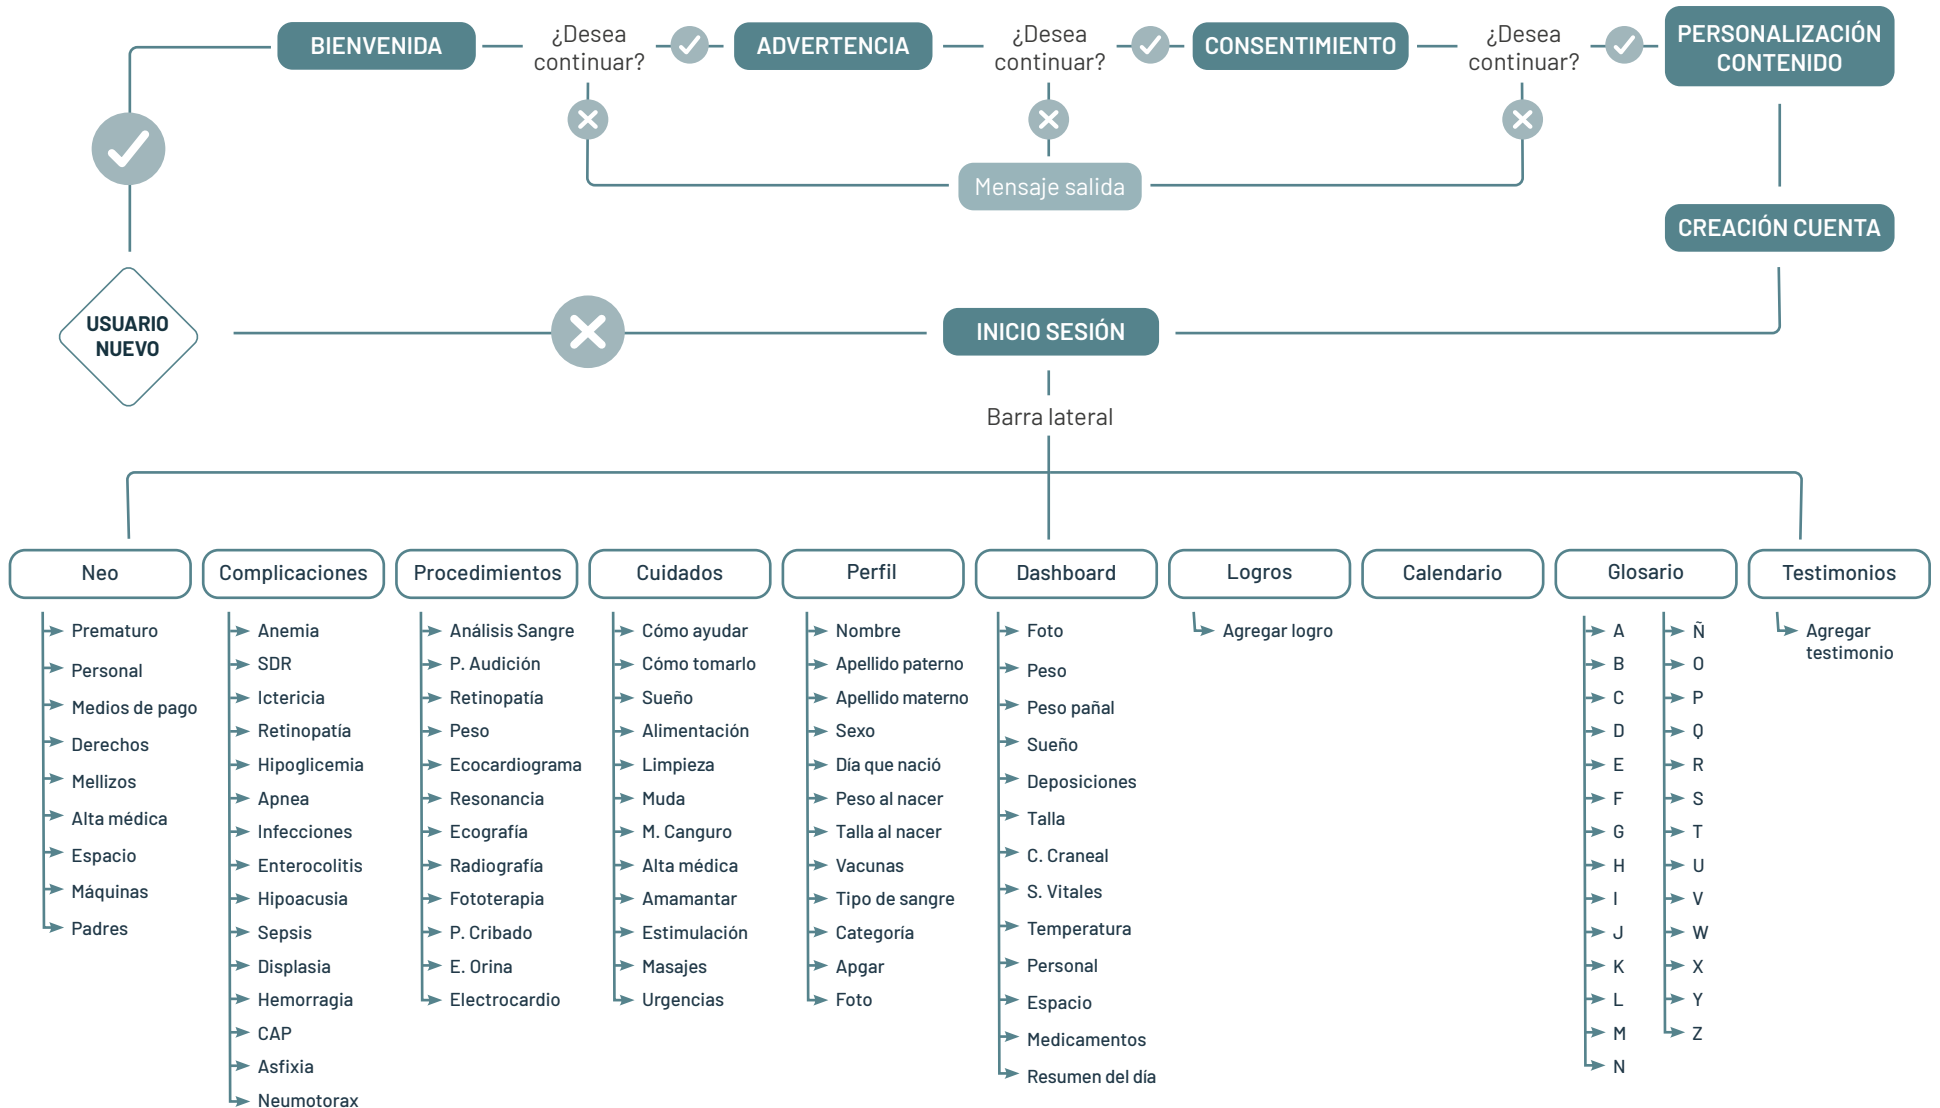 BIENVENIDA
¿Desea
continuar?
ADVERTENCIA
¿Desea
continuar?
CONSENTIMIENTO
¿Desea
continuar?
PERSONALIZACIÓN
CONTENIDO
Mensaje salida
CREACIÓN CUENTA
USUARIO
NUEVO
INICIO SESIÓN
Barra lateral
Neo
Prematuro
Personal
Medios de pago
Derechos
Mellizos
Alta médica
Espacio
Máquinas
Padres
Complicaciones
Anemia
SDR
Ictericia
Retinopatía
Hipoglicemia
Apnea
Infecciones
Enterocolitis
Hipoacusia
Sepsis
Displasia
Hemorragia
CAP
Asfixia
Neumotorax
Procedimientos
Análisis Sangre
P. Audición
Retinopatía
Peso
Ecocardiograma
Resonancia
Ecografía
Radiografía
Fototerapia
P. Cribado
E. Orina
Electrocardio
Cuidados
Cómo ayudar
Cómo tomarlo
Sueño
Alimentación
Limpieza
Muda
M. Canguro
Alta médica
Amamantar
Estimulación
Masajes
Urgencias
Perfil
Nombre
Apellido paterno
Apellido materno
Sexo
Día que nació
Peso al nacer
Talla al nacer
Vacunas
Tipo de sangre
Categoría
Apgar
Foto
Dashboard
Foto
Peso
Peso pañal
Sueño
Deposiciones
Talla
C. Craneal
S. Vitales
Temperatura
Personal
Espacio
Medicamentos
Resumen del día
Logros
Agregar logro
Calendario
Glosario
A
B
C
D
E
F
G
H
I
J
K
L
M
N
Ñ
O
P
Q
R
S
T
U
V
W
X
Y
Z
Testimonios
Agregar
testimonio